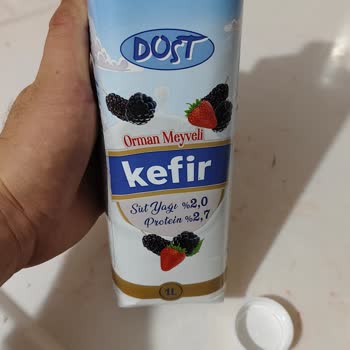 DOST
Orman Meyveli
kefir
Süt Yağı %2,0
Protein %2,7
1L